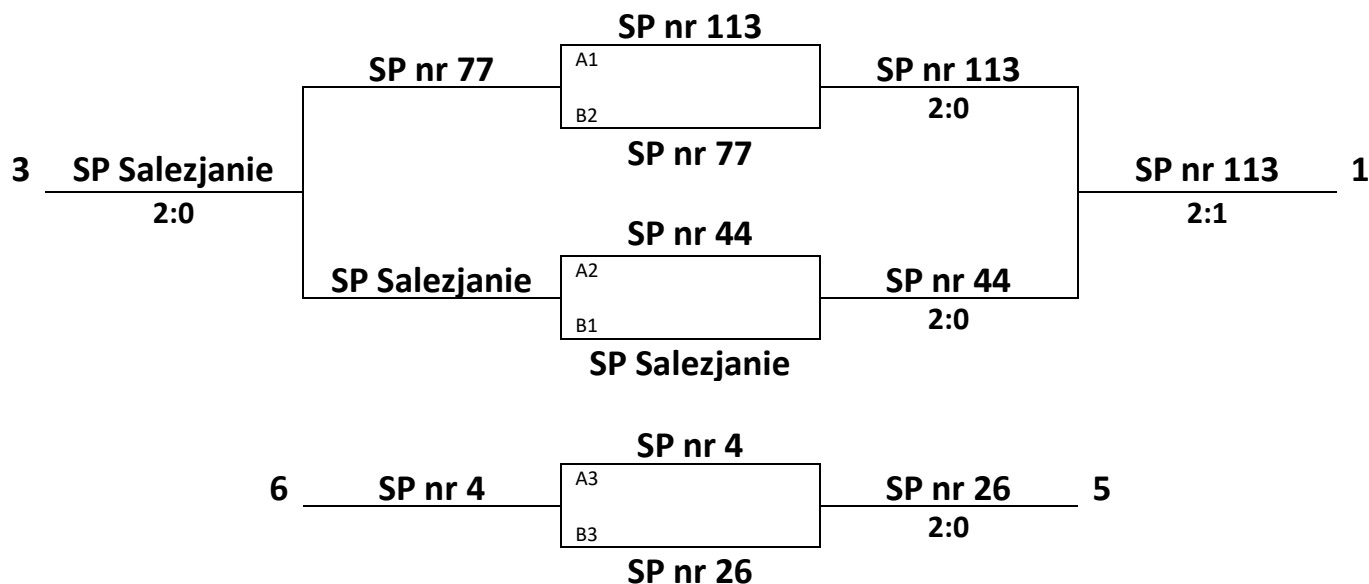 SP nr 113
SP nr 77 A1 SP nr 113
B2 2:0
SP nr 77
3 SP Salezjanie SP nr 113 1
2:0 2:1
SP nr 44
SP Salezjanie A2 SP nr 44
B1 2:0
SP Salezjanie
SP nr 4
6 SP nr 4 A3 SP nr 26 5
B3 2:0
SP nr 26